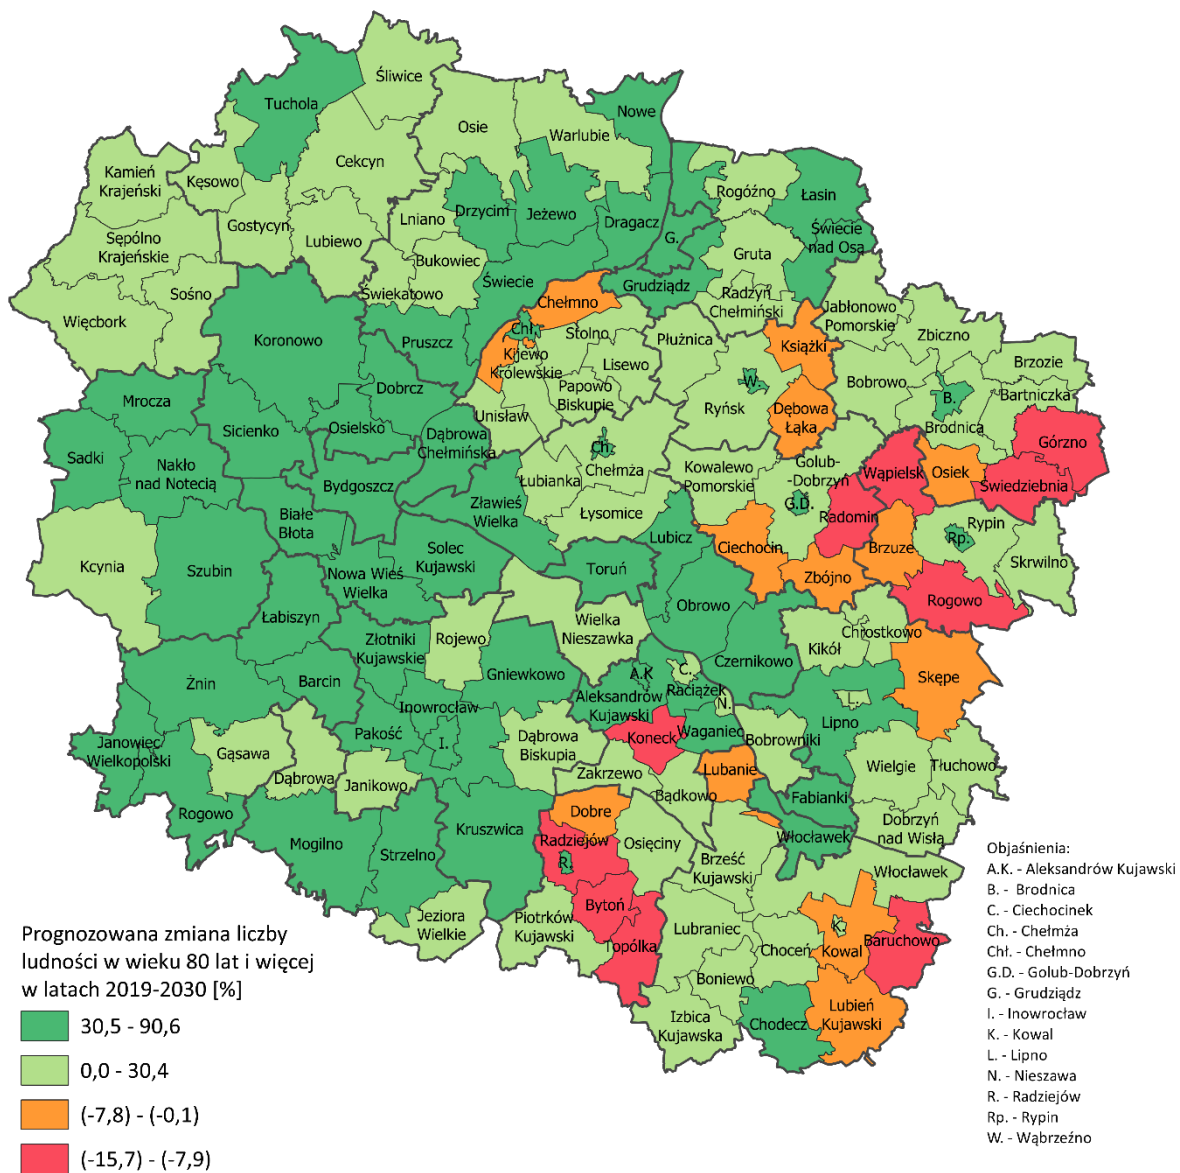 Śliwice
Tuchola
Nowe
Osie
Warlubie
Cekcyn
Kamień
Krajeński
Kęsowo
Rogóźno
Łasin
Drzycim
Jeżewo
Lniano
Dragacz
Gostycyn
Świecie
nad Osą
G.
Sępólno
Krajeńskie
Lubiewo
Bukowiec
Gruta
Świecie
Grudziądz
Sośno
Świekatowo
Radzyń
Chełmiński
Chełmno
Jabłonowo
Pomorskie
Więcbork
Chł.
Stolno
Płużnica
Zbiczno
Koronowo
Pruszcz
Książki
Kijewo
Królewskie
Lisewo
Brzozie
Dobrcz
W.
Bobrowo
Papowo
Biskupie
Bartniczka
Mrocza
B.
Ryńsk
Unisław
Dębowa
Łąka
Brodnica
Sicienko
Osielsko
Dąbrowa
Chełmińska
Górzno
Ch.
Sadki
Nakło
nad Notecią
Golub-
Dobrzyń
Chełmża
Kowalewo
Pomorskie
Wąpielsk
Osiek
Łubianka
Świedziebnia
Bydgoszcz
Zławieś
Wielka
G.D.
Łysomice
Białe
Błota
Radomin
Rypin
Rp.
Lubicz
Solec
Kujawski
Ciechocin
Brzuze
Kcynia
Szubin
Skrwilno
Toruń
Nowa Wieś
Wielka
Zbójno
Rogowo
Obrowo
Łabiszyn
Wielka
Nieszawka
Złotniki
Kujawskie
Rojewo
Chrostkowo
Kikół
Czernikowo
Żnin
Barcin
Gniewkowo
A.K
C.
Raciążek
Skępe
Aleksandrów
Kujawski
N.
L.
Inowrocław
Lipno
Pakość
I.
Waganiec
Koneck
Dąbrowa
Biskupia
Bobrowniki
Janowiec
Wielkopolski
Gąsawa
Tłuchowo
Wielgie
Dąbrowa
Zakrzewo
Lubanie
Janikowo
Bądkowo
Fabianki
Rogowo
Dobre
Kruszwica
Dobrzyń
nad Wisłą
Mogilno
Włocławek
Radziejów
Osięciny
Strzelno
R.
Brześć
Kujawski
Włocławek
Bytoń
Jeziora
Wielkie
Piotrków
Kujawski
Lubraniec
K.
Topólka
Choceń
Kowal
Baruchowo
Boniewo
Lubień
Kujawski
Izbica
Kujawska
Chodecz
Objaśnienia:
A.K. - Aleksandrów Kujawski
B. - Brodnica
C. - Ciechocinek
Ch. - Chełmża
Chł. - Chełmno
G.D. - Golub-Dobrzyń
G. - Grudziądz
I. - Inowrocław
K. - Kowal
L. - Lipno
N. - Nieszawa
R. - Radziejów
Rp. - Rypin
W. - Wąbrzeźno
Prognozowana zmiana liczby
ludności w wieku 80 lat i więcej
w latach 2019-2030 [%]
30,5 - 90,6
0,0 - 30,4
(-7,8) - (-0,1)
(-15,7) - (-7,9)